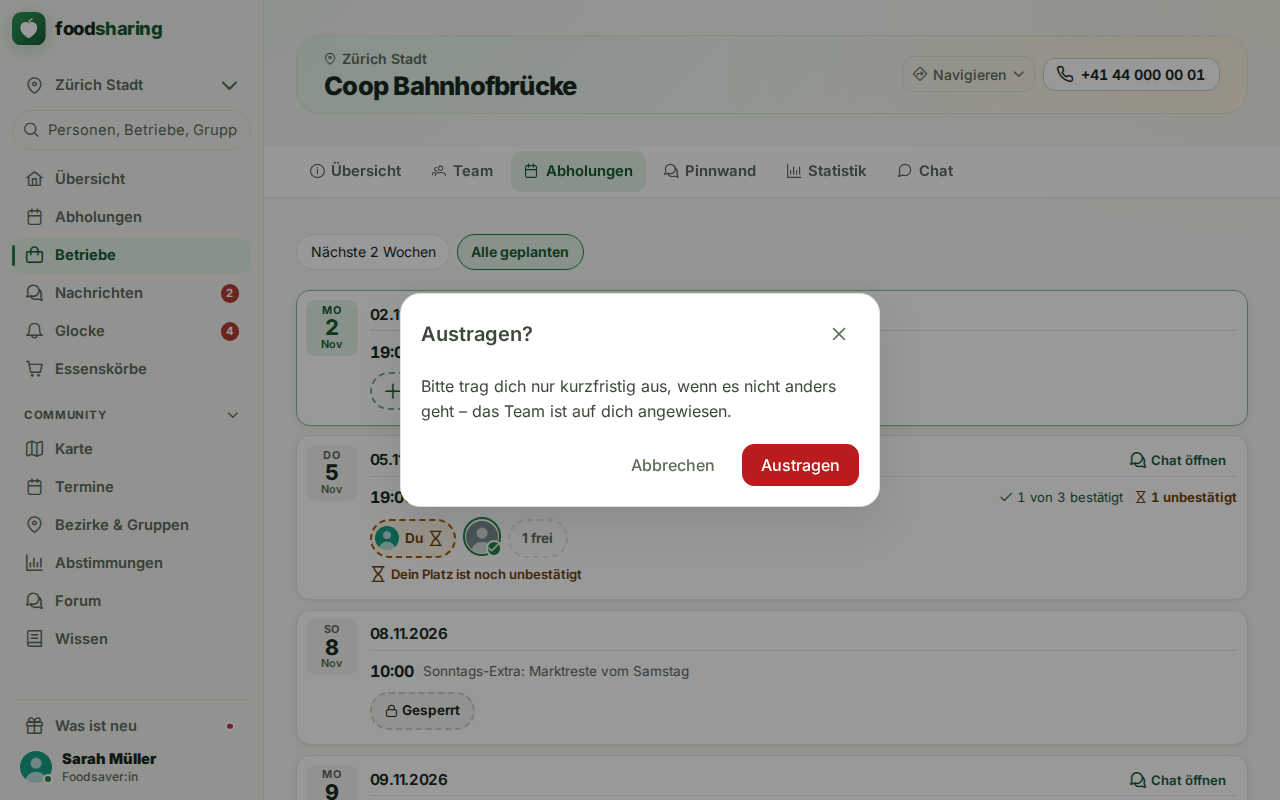 foodsharing
Zürich Stadt
Personen, Betriebe, Grupp
Übersicht
Abholungen
Betriebe
Nachrichten 2
Glocke 4
Essenskörbe
COMMUNITY
Karte
Termine
Bezirke & Gruppen
Abstimmungen
Forum
Wissen
Was ist neu
Sarah Müller
Foodsaver:in
Zürich Stadt
Coop Bahnhofbrücke
Navigieren
+41 44 000 00 01
Übersicht Team Abholungen Pinnwand Statistik Chat
Nächste 2 Wochen Alle geplanten
MO
2
Nov
02.1
19:0
Austragen?
Bitte trag dich nur kurzfristig aus, wenn es nicht anders
geht – das Team ist auf dich angewiesen.
Abbrechen Austragen
DO
5
Nov
05.1
Chat öffnen
19:0
1 von 3 bestätigt 1 unbestätigt
Du 1 frei
Dein Platz ist noch unbestätigt
SO
8
Nov
08.11.2026
10:00 Sonntags-Extra: Marktreste vom Samstag
Gesperrt
MO
9
09.11.2026
Chat öffnen